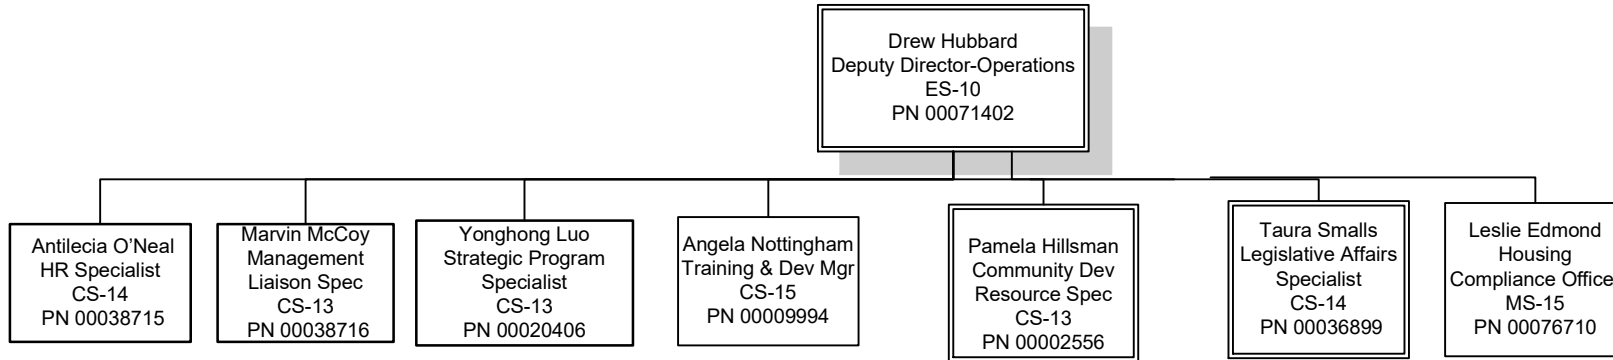 Drew Hubbard
Deputy Director-Operations
ES-10
PN 00071402
Antilecia O’Neal
HR Specialist
CS-14
PN 00038715
Marvin McCoy
Management
Liaison Spec
CS-13
PN 00038716
Yonghong Luo
Strategic Program
Specialist
CS-13
PN 00020406
Angela Nottingham
Training & Dev Mgr
CS-15
PN 00009994
Pamela Hillsman
Community Dev
Resource Spec
CS-13
PN 00002556
Taura Smalls
Legislative Affairs
Specialist
CS-14
PN 00036899
Leslie Edmond
Housing
Compliance Office
MS-15
PN 00076710